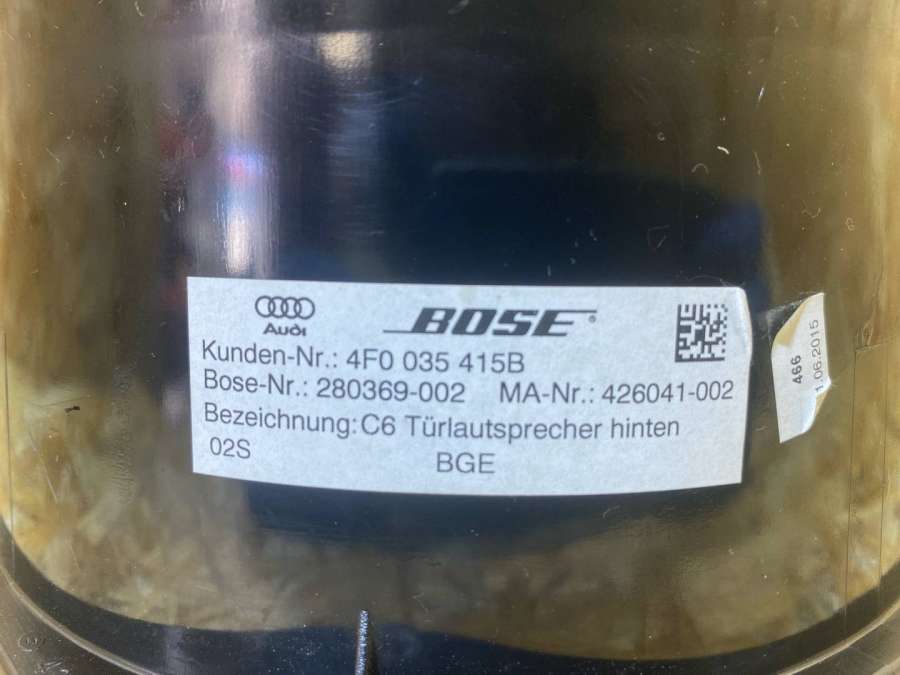 Audi
BOSE®
Kunden-Nr.: 4F0 035 415B
Bose-Nr.: 280369-002 MA-Nr.: 426041-002
Bezeichnung:C6 Türlautsprecher hinten
02S BGE
466
1.06.2015